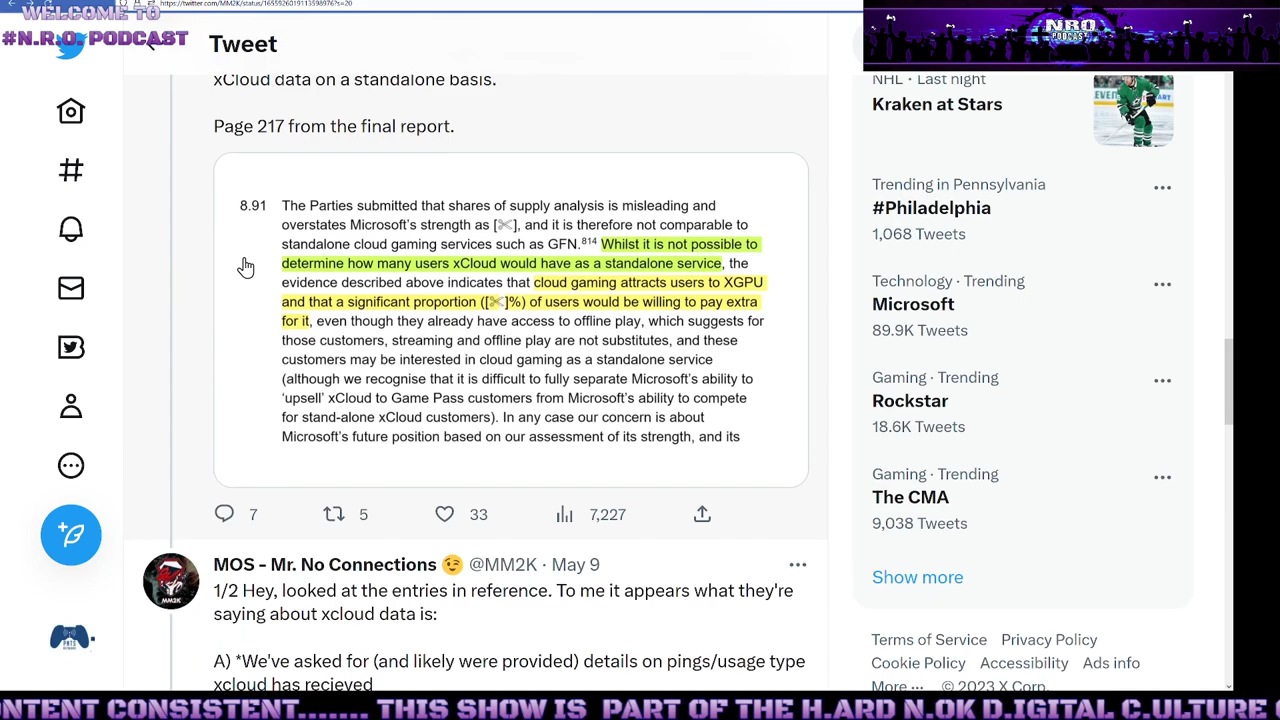 https://twitter.com/MM2K/status/1655926019113598976?s=20
WELCOME TO
#N.R.O. PODCAST
NRO
PODCAST
Tweet
xCloud data on a standalone basis.
Page 217 from the final report.
8.91 The Parties submitted that shares of supply analysis is misleading and
overstates Microsoft's strength as [✂], and it is therefore not comparable to
standalone cloud gaming services such as GFN.814 Whilst it is not possible to
determine how many users xCloud would have as a standalone service, the
evidence described above indicates that cloud gaming attracts users to XGPU
and that a significant proportion ([✂]%) of users would be willing to pay extra
for it, even though they already have access to offline play, which suggests for
those customers, streaming and offline play are not substitutes, and these
customers may be interested in cloud gaming as a standalone service
(although we recognise that it is difficult to fully separate Microsoft's ability to
'upsell' xCloud to Game Pass customers from Microsoft's ability to compete
for stand-alone xCloud customers). In any case our concern is about
Microsoft's future position based on our assessment of its strength, and its
7 5 33 7,227
MOS - Mr. No Connections 😉 @MM2K · May 9
MM2K
1/2 Hey, looked at the entries in reference. To me it appears what they're
saying about xcloud data is:
A) *We've asked for (and likely were provided) details on pings/usage type
xcloud has recieved
NHL · Last night
Kraken at Stars
Trending in Pennsylvania
#Philadelphia
1,068 Tweets
Technology · Trending
Microsoft
89.9K Tweets
Gaming · Trending
Rockstar
18.6K Tweets
Gaming · Trending
The CMA
9,038 Tweets
Show more
Terms of Service Privacy Policy
Cookie Policy Accessibility Ads info
More ··· © 2023 X Corp.
ONTENT CONSISTENT....... THIS SHOW IS PART OF THE H.ARD N.OK D.IGITAL C.ULTURE